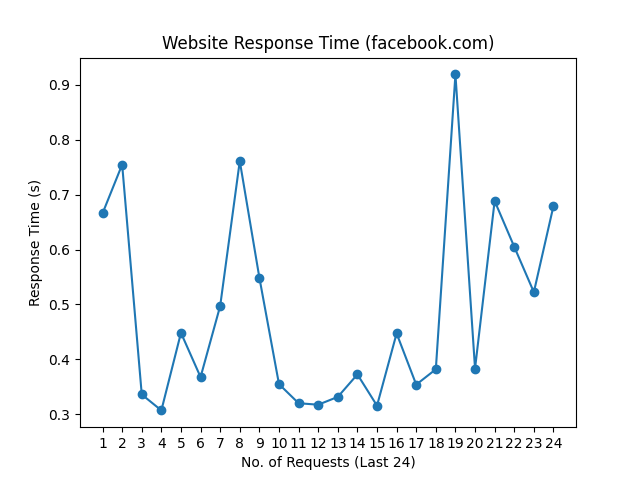 Website Response Time (facebook.com)
Response Time (s)
0.9
0.8
0.7
0.6
0.5
0.4
0.3
1 2 3 4 5 6 7 8 9 10 11 12 13 14 15 16 17 18 19 20 21 22 23 24
No. of Requests (Last 24)